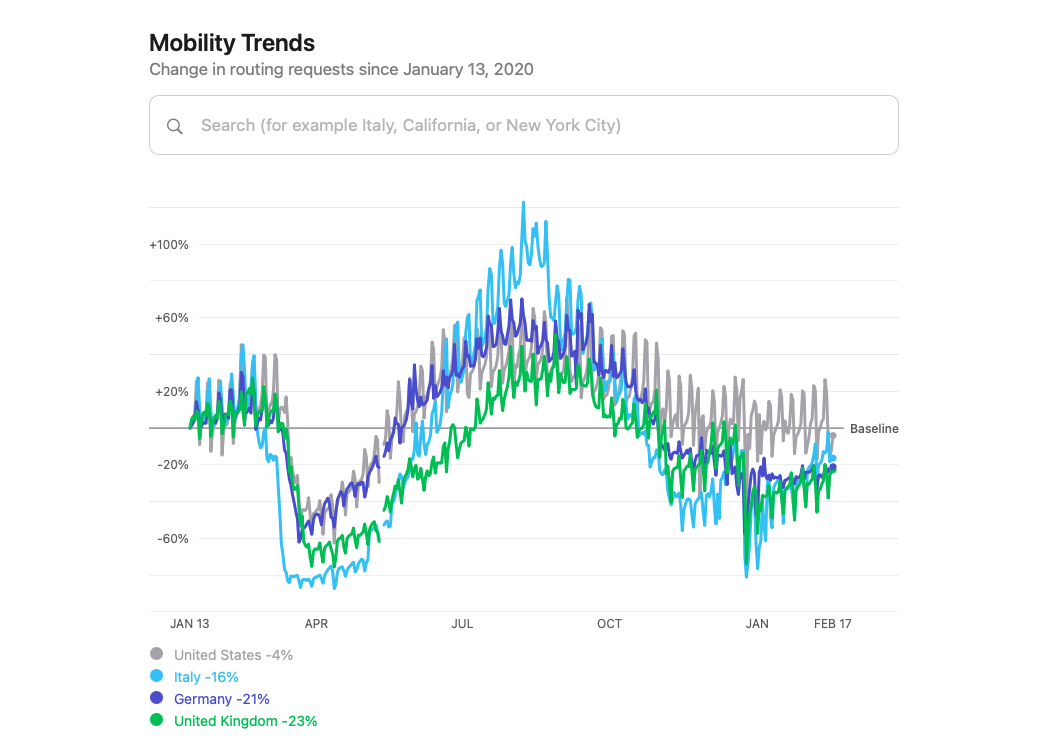 Mobility Trends
Change in routing requests since January 13, 2020
Search (for example Italy, California, or New York City)
+100%
+60%
+20%
Baseline
-20%
-60%
JAN 13 APR JUL OCT JAN FEB 17
United States -4%
Italy -16%
Germany -21%
United Kingdom -23%